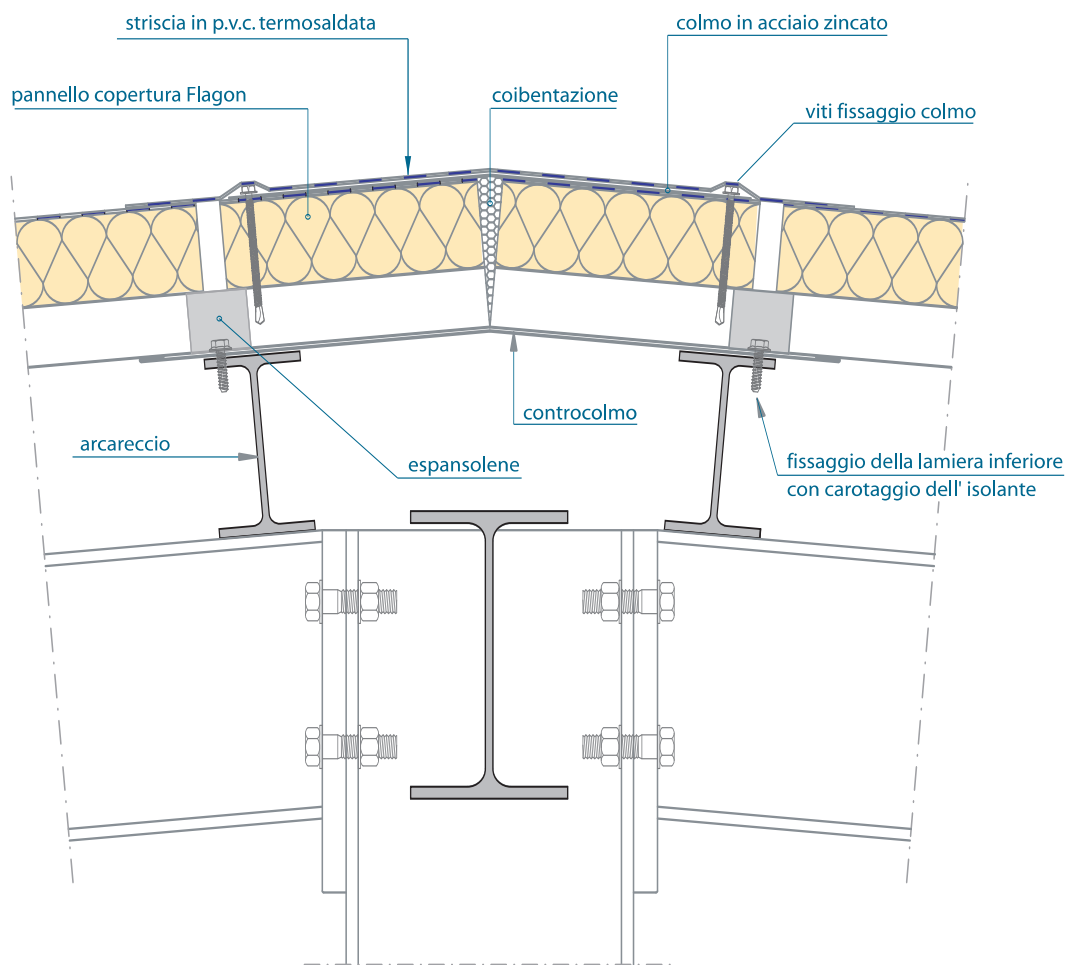 striscia in p.v.c. termosaldata
colmo in acciaio zincato
pannello copertura Flagon
coibentazione
viti fissaggio colmo
controcolmo
arcareccio
espansolene
fissaggio della lamiera inferiore
con carotaggio dell' isolante